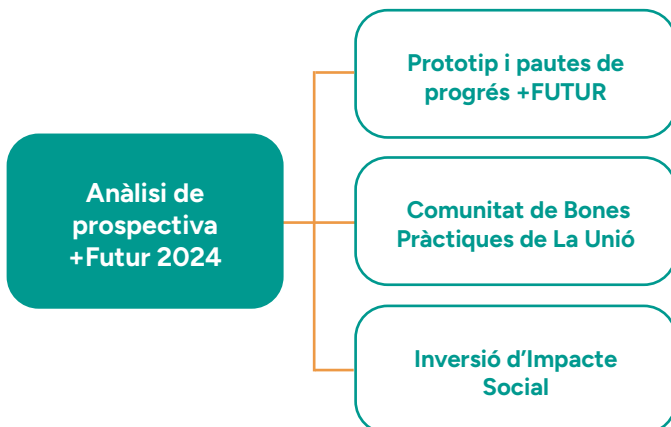 Anàlisi de
prospectiva
+Futur 2024
Prototip i pautes de
progrés +FUTUR
Comunitat de Bones
Pràctiques de La Unió
Inversió d’Impacte
Social